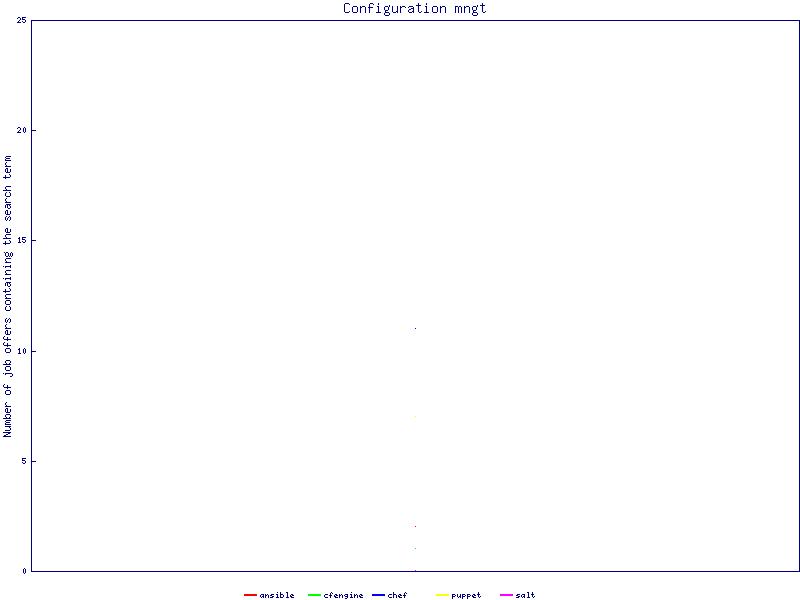 Configuration mngt
25
20
15
10
5
0
Number of job offers containing the search term
ansible cfengine chef puppet salt